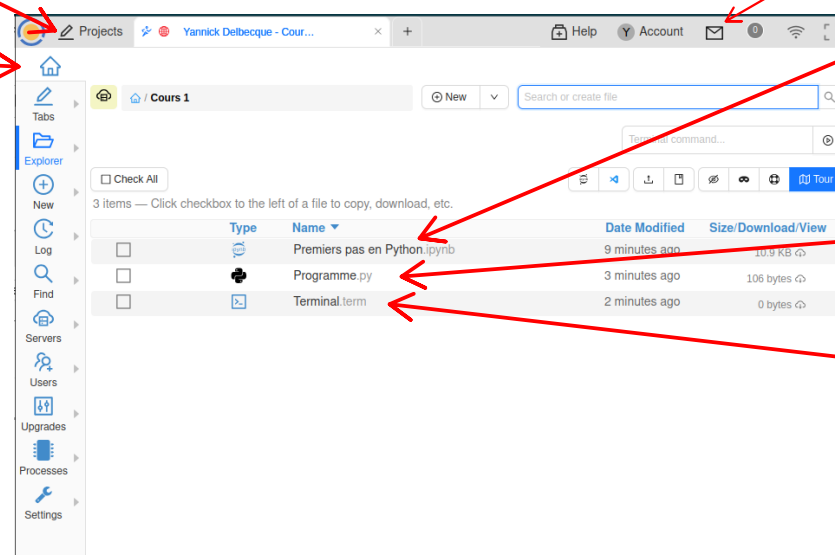 Projects Yannick Delbecque - Cour... × + Help Y Account 0
Tabs
/ Cours 1 New Search or create file
Explorer
Terminal command...
New
Check All Tour
3 items — Click checkbox to the left of a file to copy, download, etc.
Log
Type Name Date Modified Size/Download/View
Premiers pas en Python.ipynb 9 minutes ago 10.9 KB
Find
Programme.py 3 minutes ago 106 bytes
Terminal.term 2 minutes ago 0 bytes
Servers
Users
Upgrades
Processes
Settings